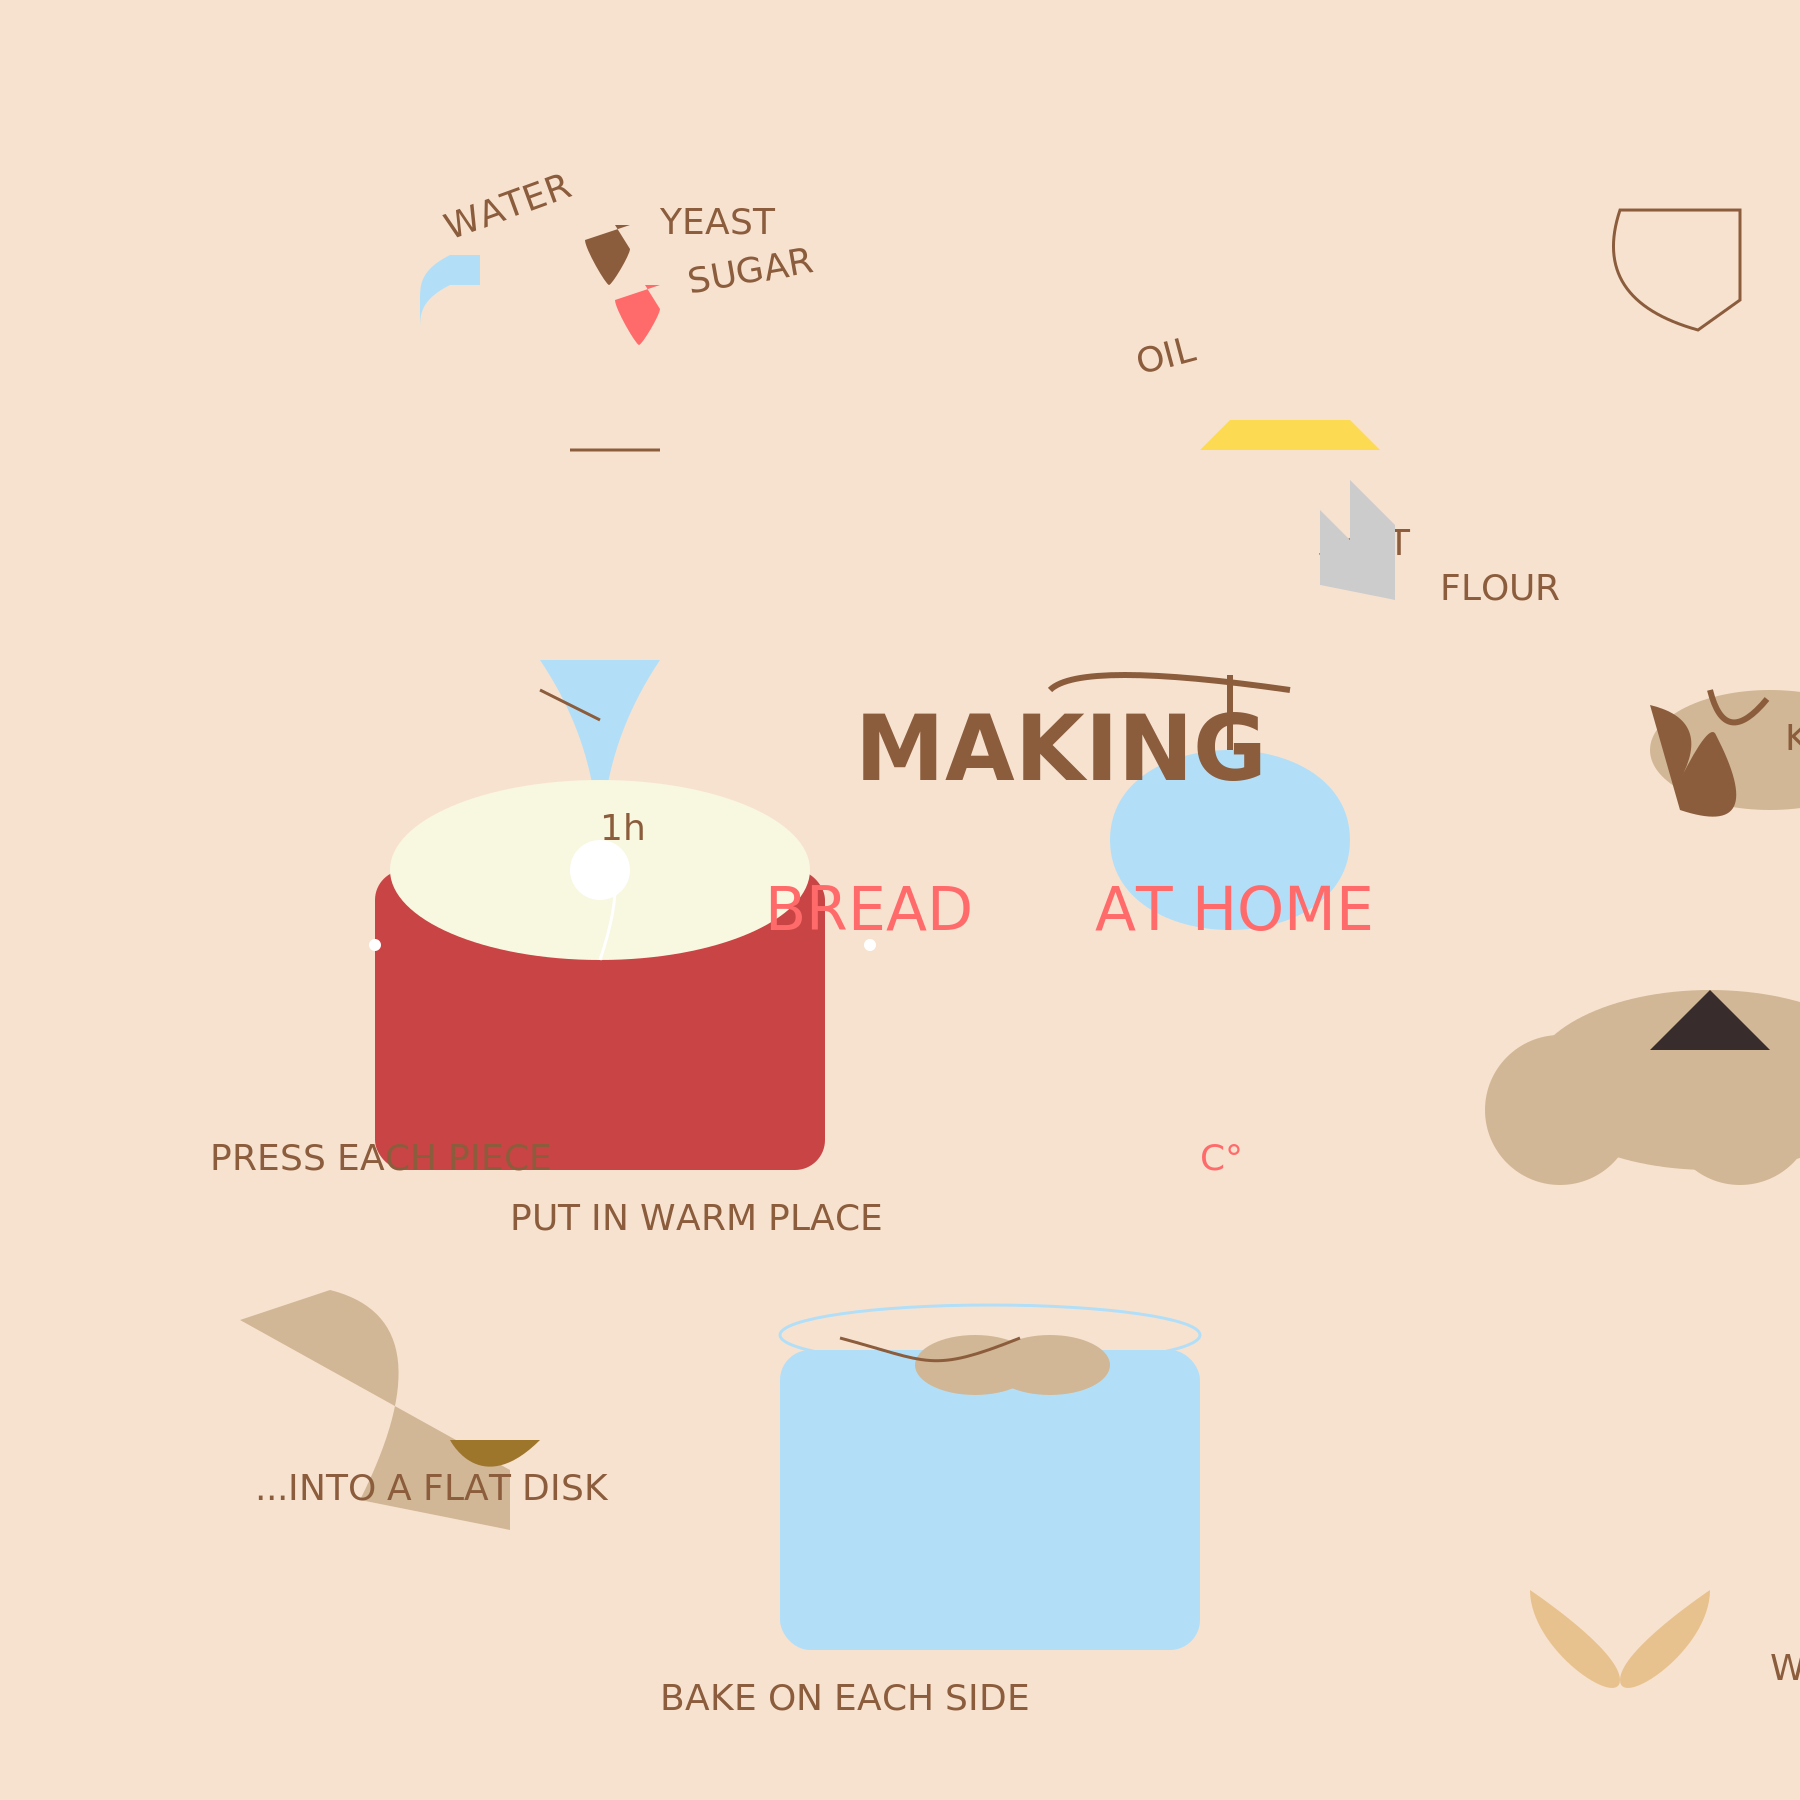 WATER
YEAST
SUGAR
OIL
FLOUR
MAKING
1h
BREAD AT HOME
PRESS EACH PIECE
C°
PUT IN WARM PLACE
...INTO A FLAT DISK
BAKE ON EACH SIDE